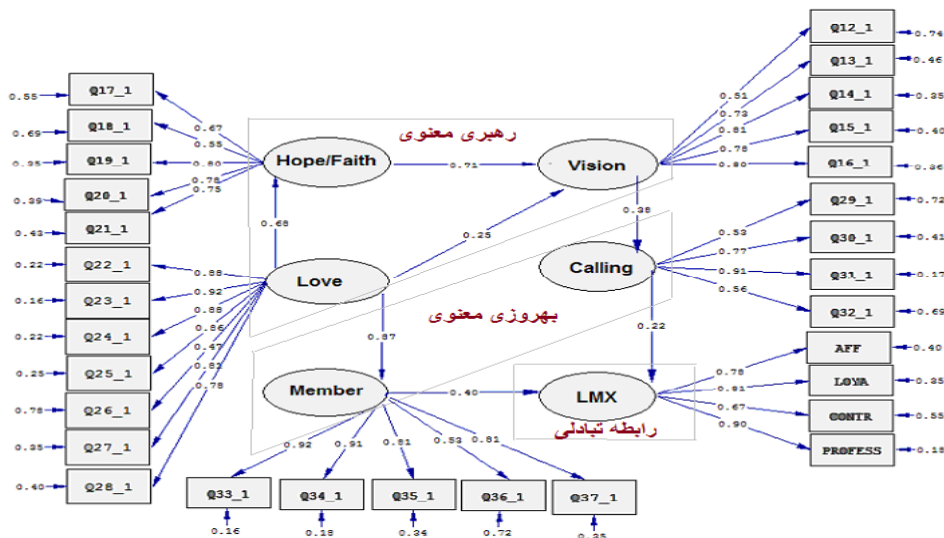 Q12_1
0.74
Q13_1
0.46
Q17_1
0.55
0.51
0.73
Q14_1
0.35
0.67
Q18_1
0.69
0.55
رهبری معنوی
0.81
Q15_1
0.40
0.78
Q19_1
0.95
0.80
Hope/Faith
0.71
Vision
0.80
Q16_1
0.36
Q20_1
0.39
0.78
0.75
Q21_1
0.43
0.68
0.25
0.38
0.53
Q29_1
0.72
0.77
Q30_1
0.41
Q22_1
0.22
0.88
Love
Calling
0.91
Q31_1
0.17
Q23_1
0.16
0.92
0.56
Q32_1
0.69
Q24_1
0.22
0.88
0.86
0.47
0.82
0.78
بهروزی معنوی
0.87
0.22
Q25_1
0.25
AFF
0.40
0.78
Q26_1
0.78
Member
0.40
LMX
0.81
LOYA
0.35
0.67
CONTR
0.55
0.90
PROFESS
0.18
Q27_1
0.35
رابطه تبادلی
0.92
0.91
0.81
0.53
0.81
Q28_1
0.40
Q33_1
Q34_1
Q35_1
Q36_1
Q37_1
0.16
0.18
0.34
0.72
0.35